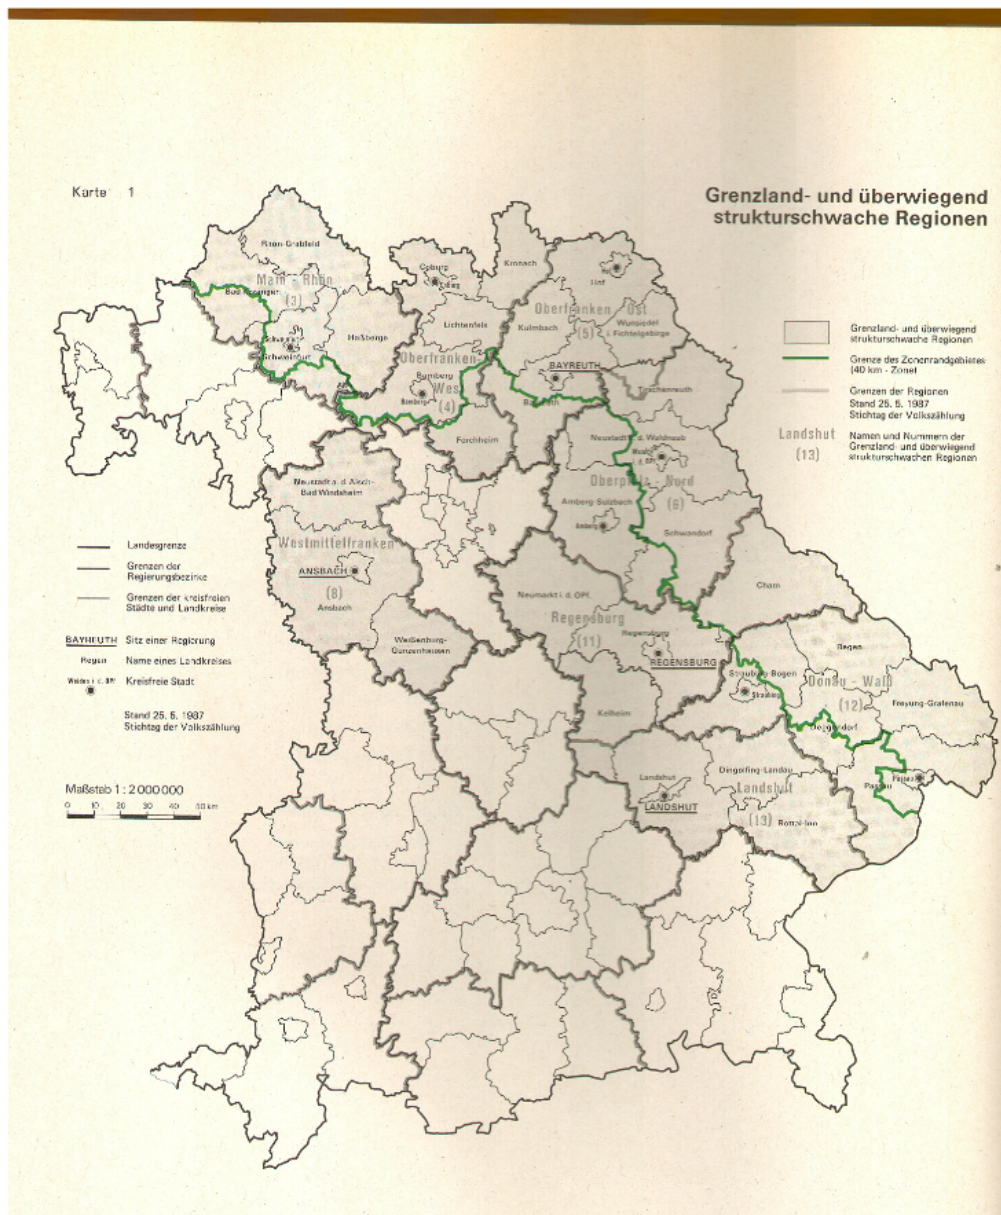 Karte 1
Grenzland- und überwiegend
strukturschwache Regionen
Rhön-Grabfeld
Main - Rhön
(3)
Schweinfurt
Haßberge
Coburg
Kronach
Lichtenfels
Oberfranken
West
(4)
Bamberg
Bamberg
Forchheim
Hof
Oberfranken Ost
(5)
Kulmbach
Wunsiedel
i. Fichtelgebirge
BAYREUTH
Tirschenreuth
Neustadt a. d. Waldnaab
Oberpfalz - Nord
(6)
Amberg-Sulzbach
Amberg
Schwandorf
Cham
Neustadt a. d. Aisch-
Bad Windsheim
Westmittelfranken
ANSBACH
(8)
Ansbach
Weißenburg-
Gunzenhausen
Neumarkt i. d. OPf.
Regensburg
(11)
Regensburg
REGENSBURG
Kelheim
Regen
Straubing-Bogen
Straubing
Donau - Wald
(12)
Freyung-Grafenau
Deggendorf
Passau
Passau
Dingolfing-Landau
Landshut
Landshut
LANDSHUT
(13)
Rottal-Inn
Grenzland- und überwiegend
strukturschwache Regionen
Grenze des Zonenrandgebietes
(40 km - Zone)
Grenzen der Regionen
Stand 25. 5. 1987
Stichtag der Volkszählung
Landshut
(13)
Namen und Nummern der
Grenzland- und überwiegend
strukturschwachen Regionen
Landesgrenze
Grenzen der
Regierungsbezirke
Grenzen der kreisfreien
Städte und Landkreise
BAYREUTH Sitz einer Regierung
Regen Name eines Landkreises
Weiden i. d. OPf Kreisfreie Stadt
Stand 25. 5. 1987
Stichtag der Volkszählung
Maßstab 1 : 2 000 000
0 10 20 30 40 50 km